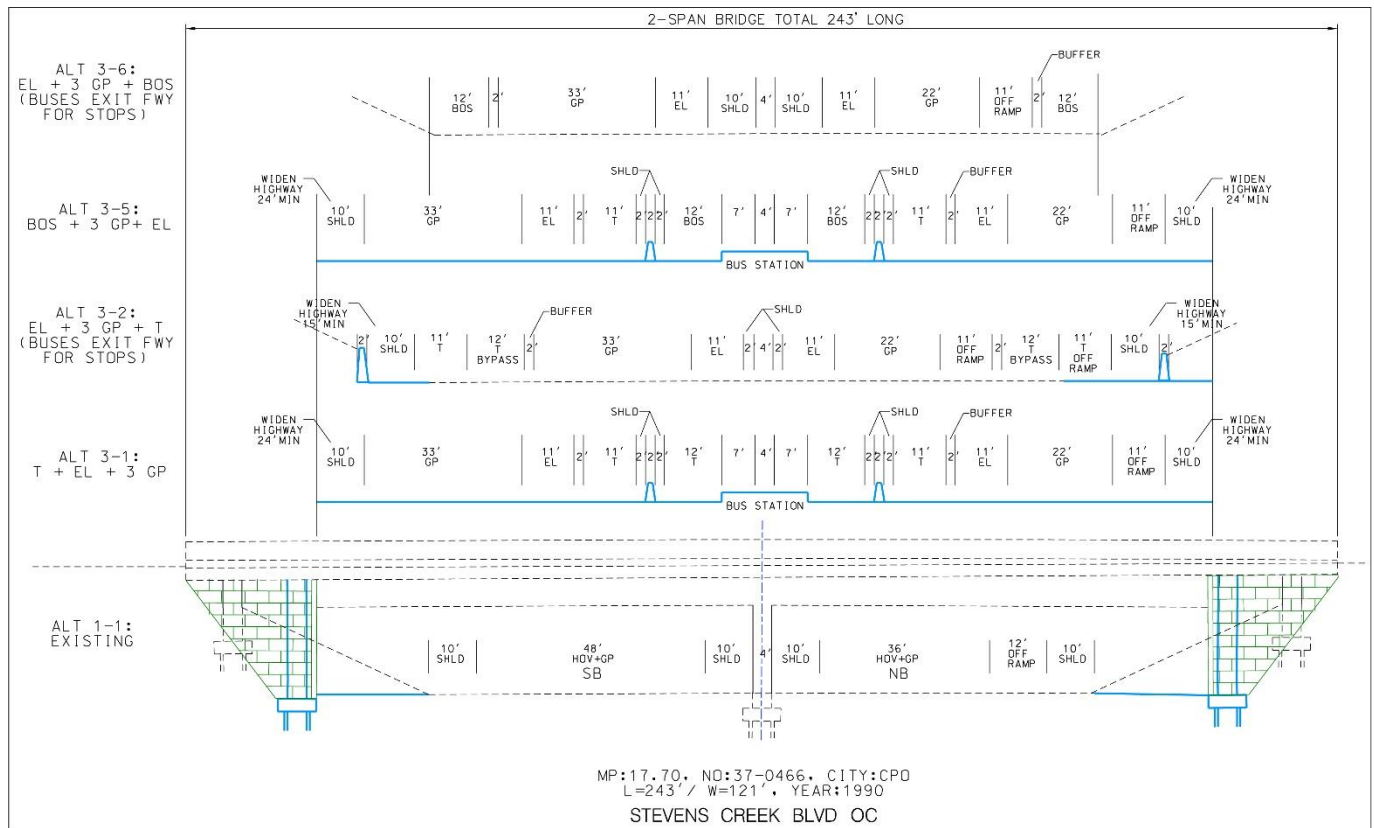 2-SPAN BRIDGE TOTAL 243' LONG
ALT 3-6:
EL + 3 GP + BOS
(BUSES EXIT FWY
FOR STOPS)
BUFFER
12' BOS
2'
33' GP
11' EL
10' SHLD
4'
10' SHLD
11' EL
22' GP
11' OFF RAMP
2'
12' BOS
ALT 3-5:
BOS + 3 GP+ EL
WIDEN
HIGHWAY
24'MIN
SHLD
SHLD
BUFFER
WIDEN
HIGHWAY
24'MIN
10' SHLD
33' GP
11' EL
2'
11' T
2'
2'
2'
12' BOS
7'
4'
7'
12' BOS
2'
2'
2'
11' T
2'
11' EL
22' GP
11' OFF RAMP
10' SHLD
BUS STATION
ALT 3-2:
EL + 3 GP + T
(BUSES EXIT FWY
FOR STOPS)
WIDEN
HIGHWAY
15'MIN
BUFFER
SHLD
WIDEN
HIGHWAY
15'MIN
2'
10' SHLD
11' T
12' T BYPASS
2'
33' GP
11' EL
2'
4'
2'
11' EL
22' GP
11' OFF RAMP
2'
12' T BYPASS
11' T OFF RAMP
10' SHLD
2'
ALT 3-1:
T + EL + 3 GP
WIDEN
HIGHWAY
24'MIN
SHLD
SHLD
BUFFER
WIDEN
HIGHWAY
24'MIN
10' SHLD
33' GP
11' EL
2'
11' T
2'
2'
2'
12' T
7'
4'
7'
12' T
2'
2'
2'
11' T
2'
11' EL
22' GP
11' OFF RAMP
10' SHLD
BUS STATION
ALT 1-1:
EXISTING
10' SHLD
48' HOV+GP SB
10' SHLD
4'
10' SHLD
36' HOV+GP NB
12' OFF RAMP
10' SHLD
MP:17.70, NO:37-0466, CITY:CPO
L=243'/ W=121', YEAR:1990
STEVENS CREEK BLVD OC